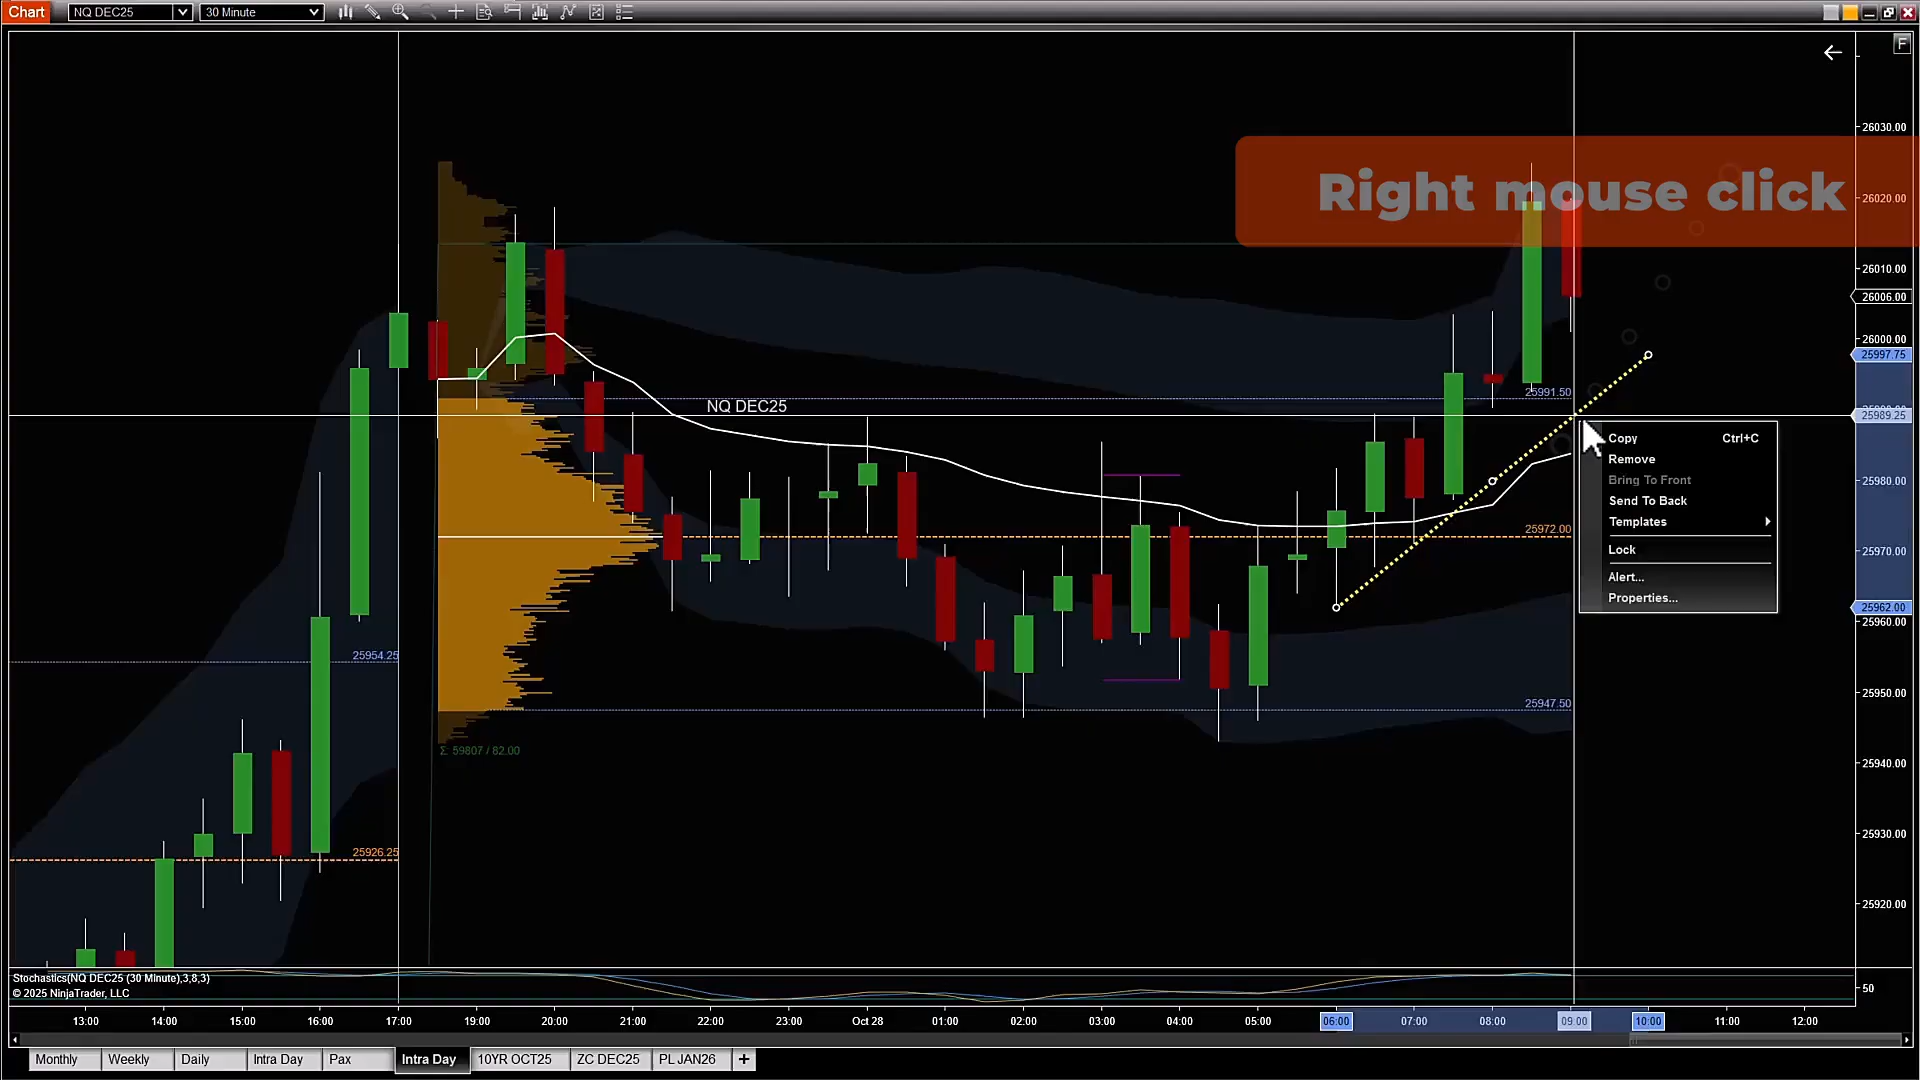 Chart
NQ DEC25
30 Minute
F
Right mouse click
26030.00
26020.00
26010.00
26006.00
26000.00
25997.75
25989.25
25980.00
25970.00
25962.00
25960.00
25950.00
25940.00
25930.00
25920.00
50
NQ DEC25
25991.50
25972.00
25947.50
25954.25
25926.25
Σ: 59807 / 82.00
Copy Ctrl+C
Remove
Bring To Front
Send To Back
Templates
Lock
Alert...
Properties...
Stochastics(NQ DEC25 (30 Minute),3,8,3)
© 2025 NinjaTrader, LLC
13:00 14:00 15:00 16:00 17:00 19:00 20:00 21:00 22:00 23:00 Oct 28 01:00 02:00 03:00 04:00 05:00 06:00 07:00 08:00 09:00 10:00 11:00 12:00
Monthly Weekly Daily Intra Day Pax Intra Day 10YR OCT25 ZC DEC25 PL JAN26 +